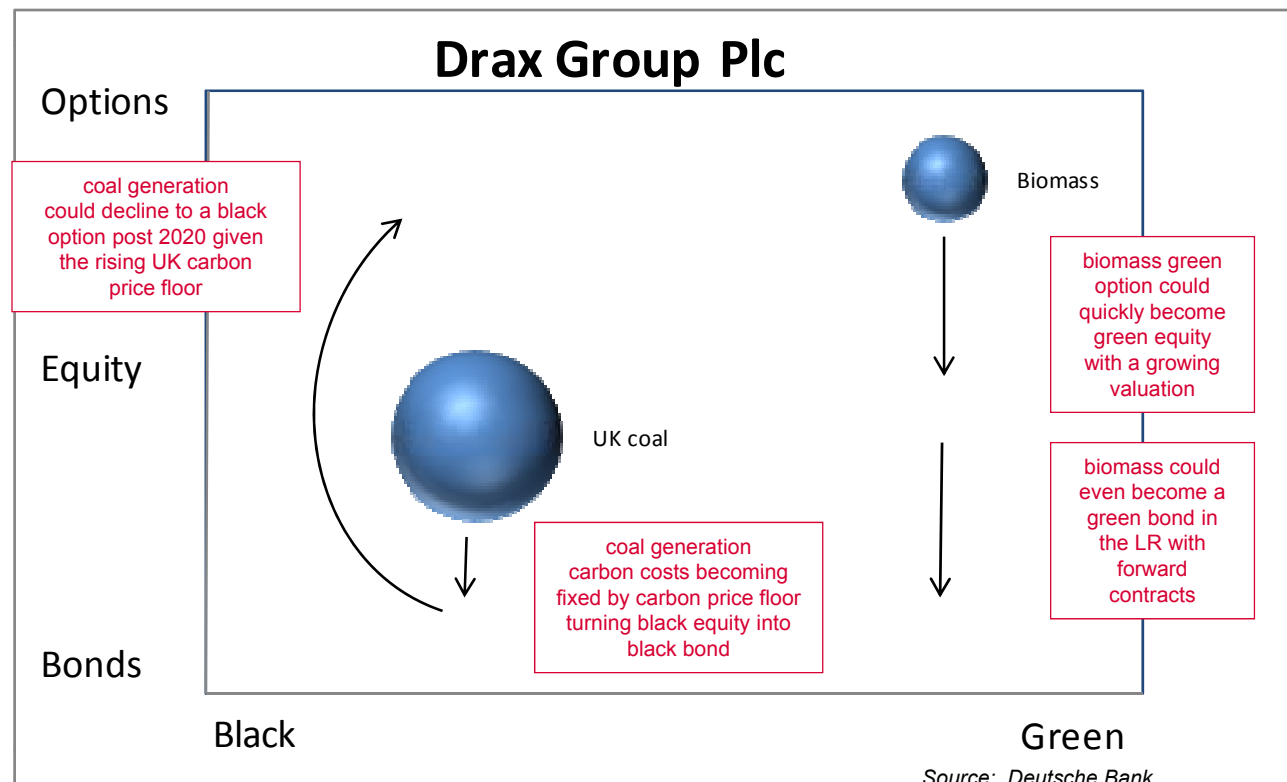 Drax Group Plc
Options
coal generation
could decline to a black
option post 2020 given
the rising UK carbon
price floor
Biomass
biomass green
option could
quickly become
green equity
with a growing
valuation
Equity
UK coal
biomass could
even become a
green bond in
the LR with
forward
contracts
coal generation
carbon costs becoming
fixed by carbon price floor
turning black equity into
black bond
Bonds
Black
Green
Source: Deutsche Bank